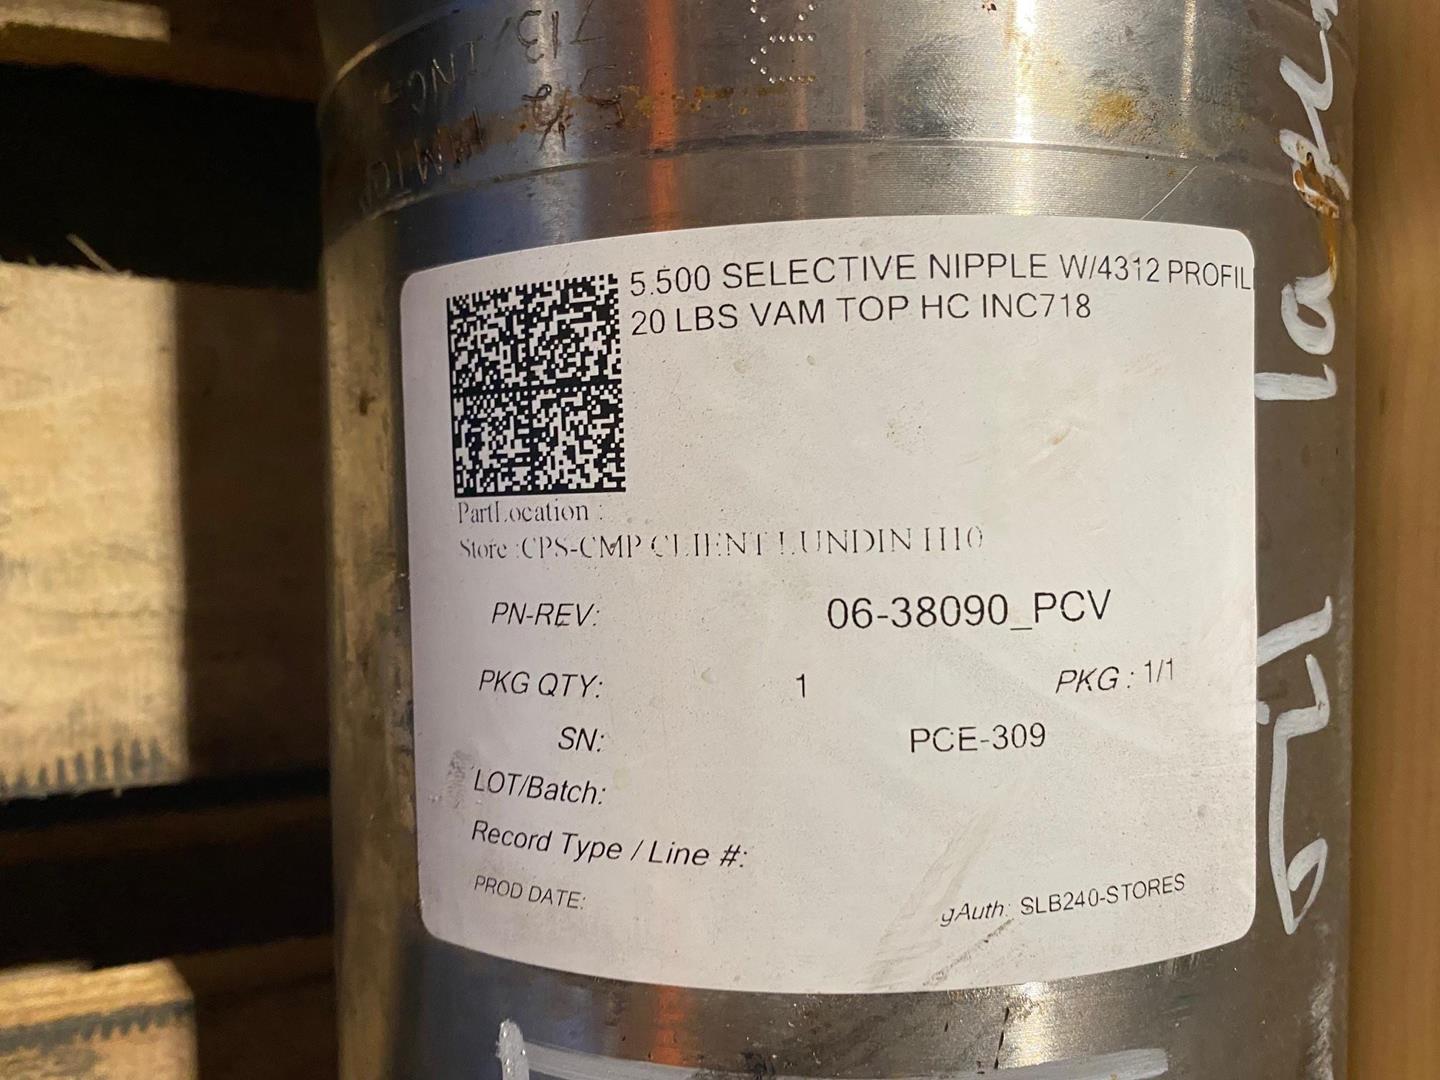 5.500 SELECTIVE NIPPLE W/4312 PROFIL
20 LBS VAM TOP HC INC718
PartLocation :
Store :CPS-CMP CLIENT LUNDIN H10
PN-REV: 06-38090_PCV
PKG QTY: 1 PKG : 1/1
SN: PCE-309
LOT/Batch:
Record Type / Line #:
PROD DATE:
gAuth: SLB240-STORES